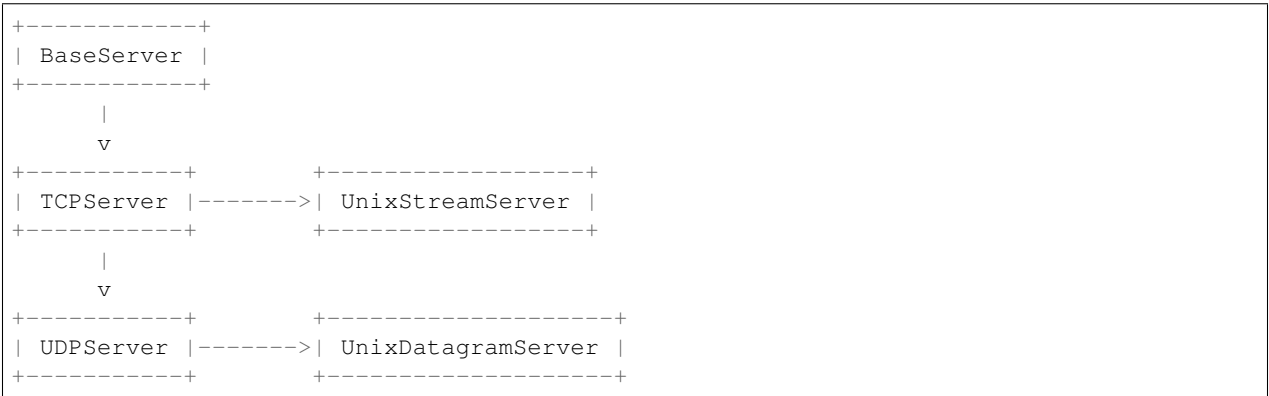 +------------+
| BaseServer |
+------------+
      |
      v
+-----------+        +------------------+
| TCPServer |------->| UnixStreamServer |
+-----------+        +------------------+
      |
      v
+-----------+        +--------------------+
| UDPServer |------->| UnixDatagramServer |
+-----------+        +--------------------+